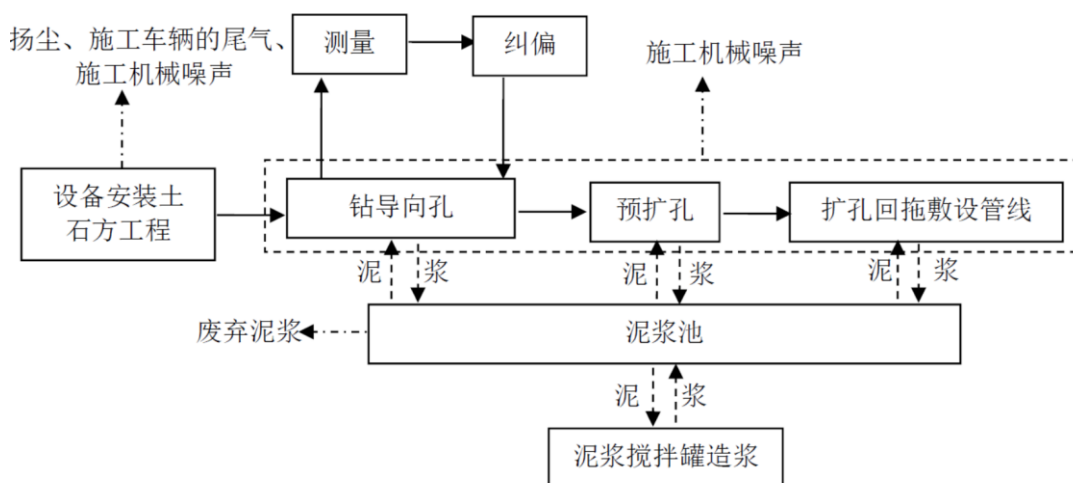 扬尘、施工车辆的尾气、
施工机械噪声
测量
纠偏
施工机械噪声
设备安装土
石方工程
钻导向孔
预扩孔
扩孔回拖敷设管线
泥 浆 泥 浆 泥 浆
废弃泥浆
泥浆池
泥 浆
泥浆搅拌罐造浆